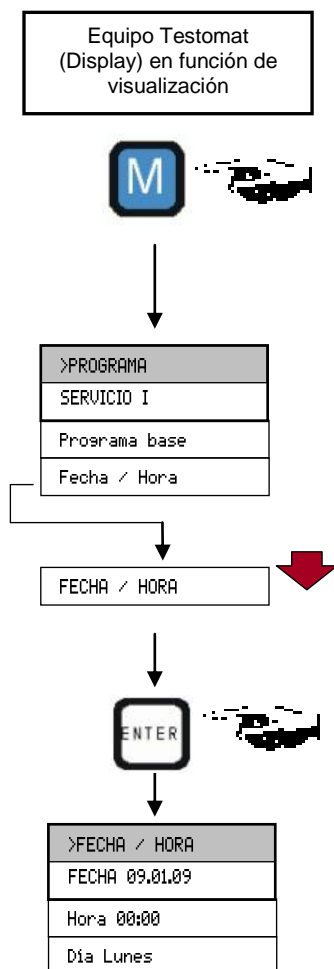 Equipo Testomat
(Display) en función de
visualización
M
>PROGRAMA
SERVICIO I
Programa base
Fecha / Hora
FECHA / HORA
ENTER
>FECHA / HORA
FECHA 09.01.09
Hora 00:00
Día Lunes